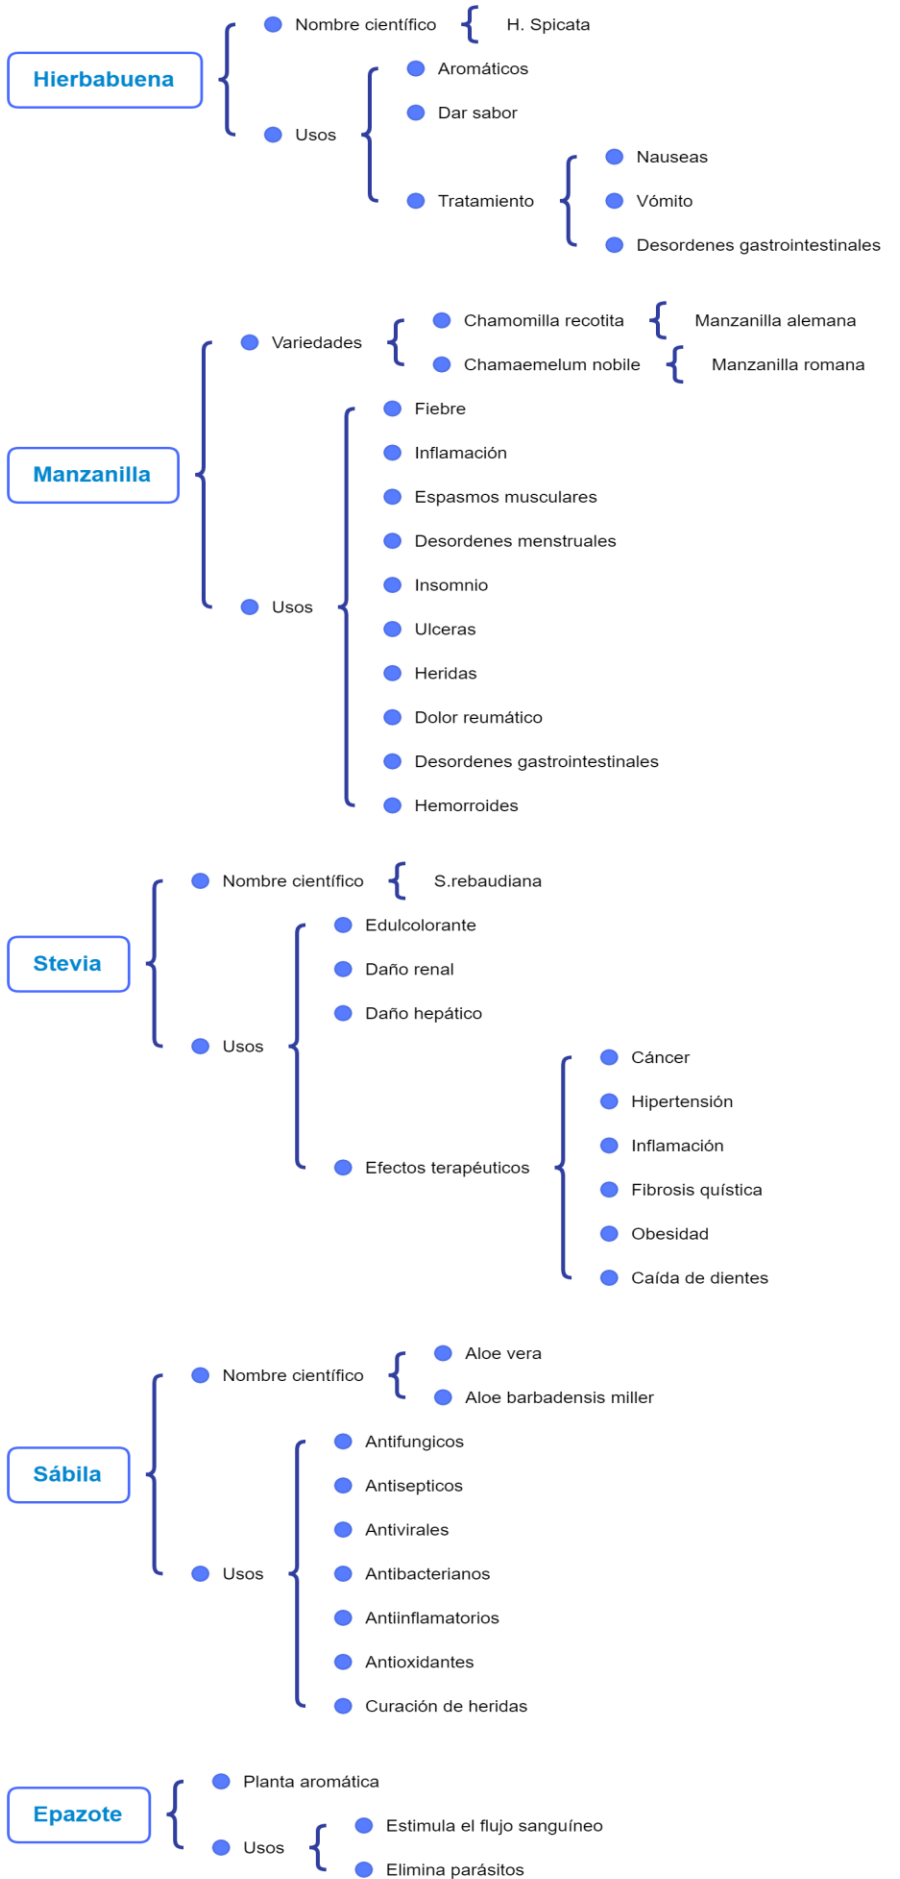 Hierbabuena
Nombre científico
H. Spicata
Usos
Aromáticos
Dar sabor
Tratamiento
Nauseas
Vómito
Desordenes gastrointestinales
Manzanilla
Variedades
Chamomilla recotita
Manzanilla alemana
Chamaemelum nobile
Manzanilla romana
Usos
Fiebre
Inflamación
Espasmos musculares
Desordenes menstruales
Insomnio
Ulceras
Heridas
Dolor reumático
Desordenes gastrointestinales
Hemorroides
Stevia
Nombre científico
S.rebaudiana
Usos
Edulcolorante
Daño renal
Daño hepático
Efectos terapéuticos
Cáncer
Hipertensión
Inflamación
Fibrosis quística
Obesidad
Caída de dientes
Sábila
Nombre científico
Aloe vera
Aloe barbadensis miller
Usos
Antifungicos
Antisepticos
Antivirales
Antibacterianos
Antiinflamatorios
Antioxidantes
Curación de heridas
Epazote
Planta aromática
Usos
Estimula el flujo sanguíneo
Elimina parásitos